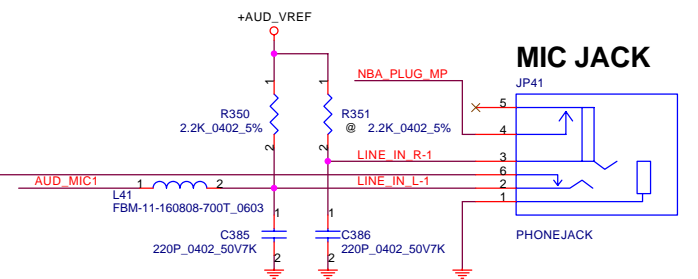 +AUD_VREF
MIC JACK
NBA_PLUG_MP
JP41
1
1
5
R350
R351
2.2K_0402_5%
@ 2.2K_0402_5%
4
2
2
LINE_IN_R-1
3
6
AUD_MIC1
1
2
LINE_IN_L-1
2
L41
1
FBM-11-160808-700T_0603
1
1
C385
C386
PHONEJACK
220P_0402_50V7K
2
220P_0402_50V7K
2